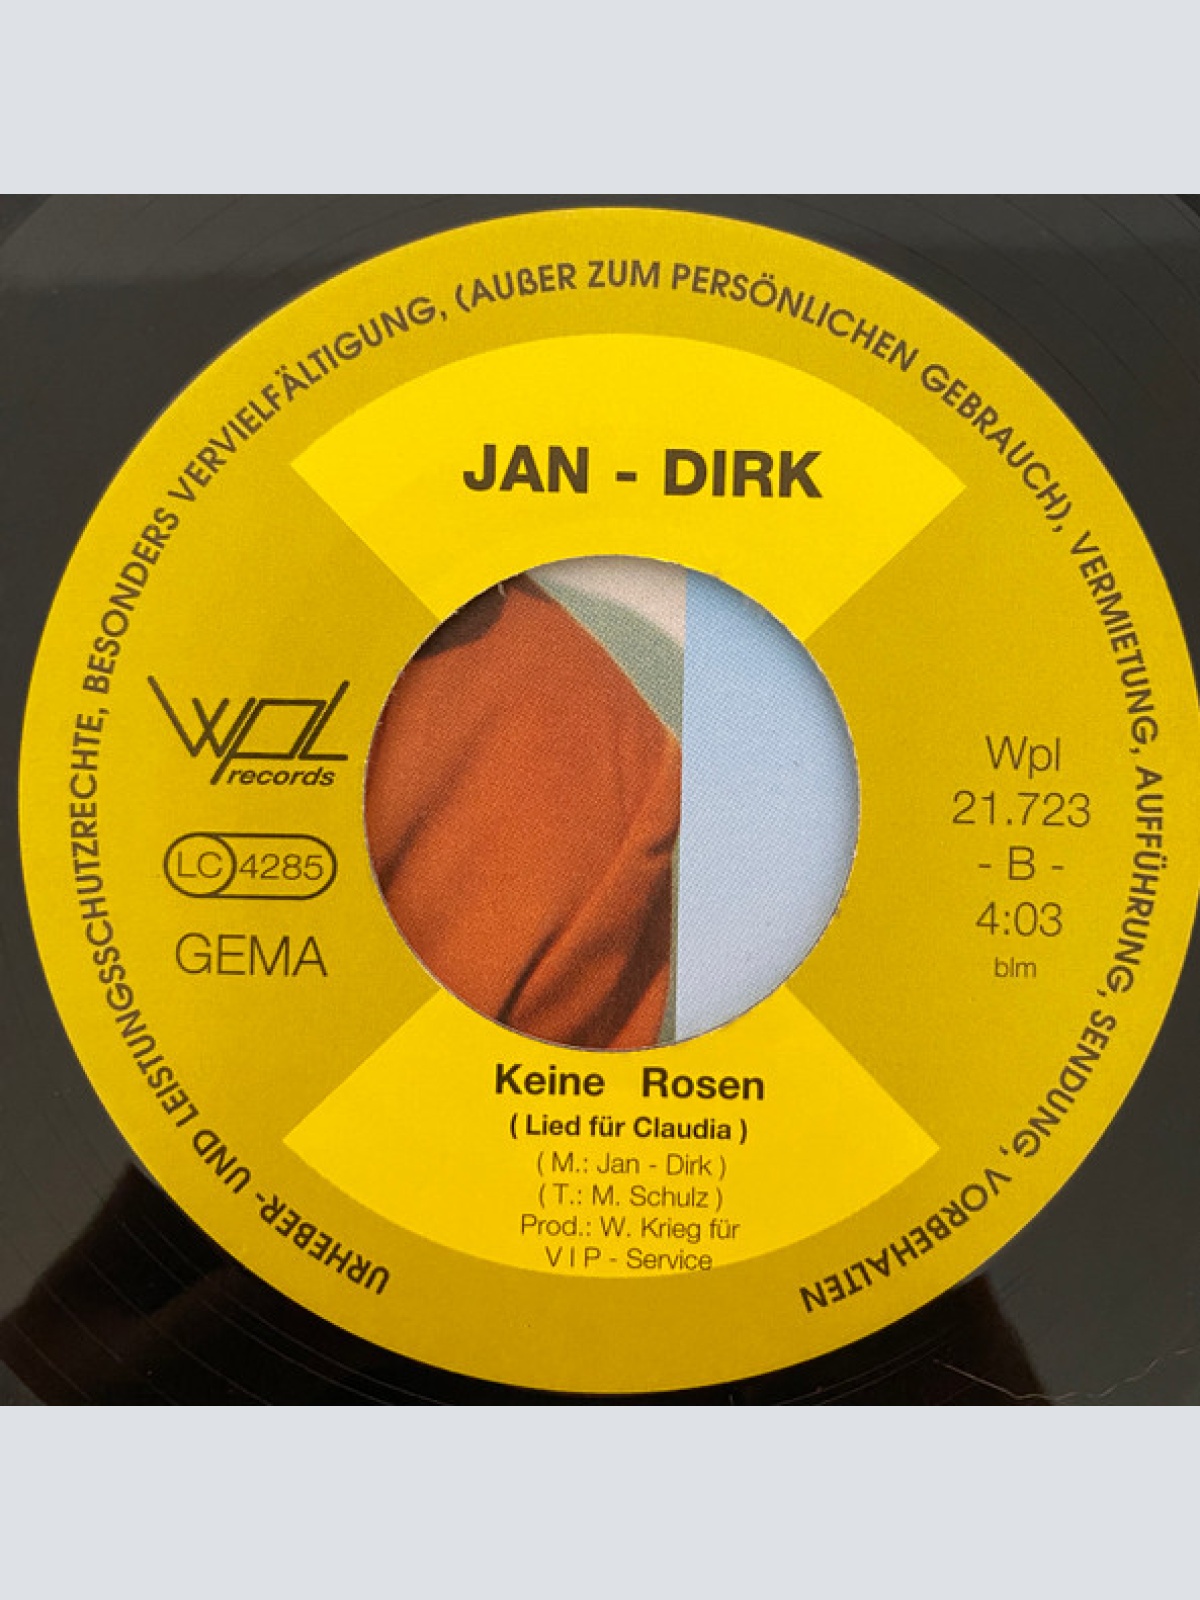 URHEBER- UND LEISTUNGSSCHUTZRECHTE, BESONDERS VERVIELFÄLTIGUNG, (AUßER ZUM PERSÖNLICHEN GEBRAUCH), VERMIETUNG, AUFFÜHRUNG, SENDUNG, VORBEHALTEN
JAN - DIRK
wpl
records
LC 4285
GEMA
Wpl
21.723
- B -
4:03
blm
Keine Rosen
( Lied für Claudia )
( M.: Jan - Dirk )
( T.: M. Schulz )
Prod.: W. Krieg für
V I P - Service